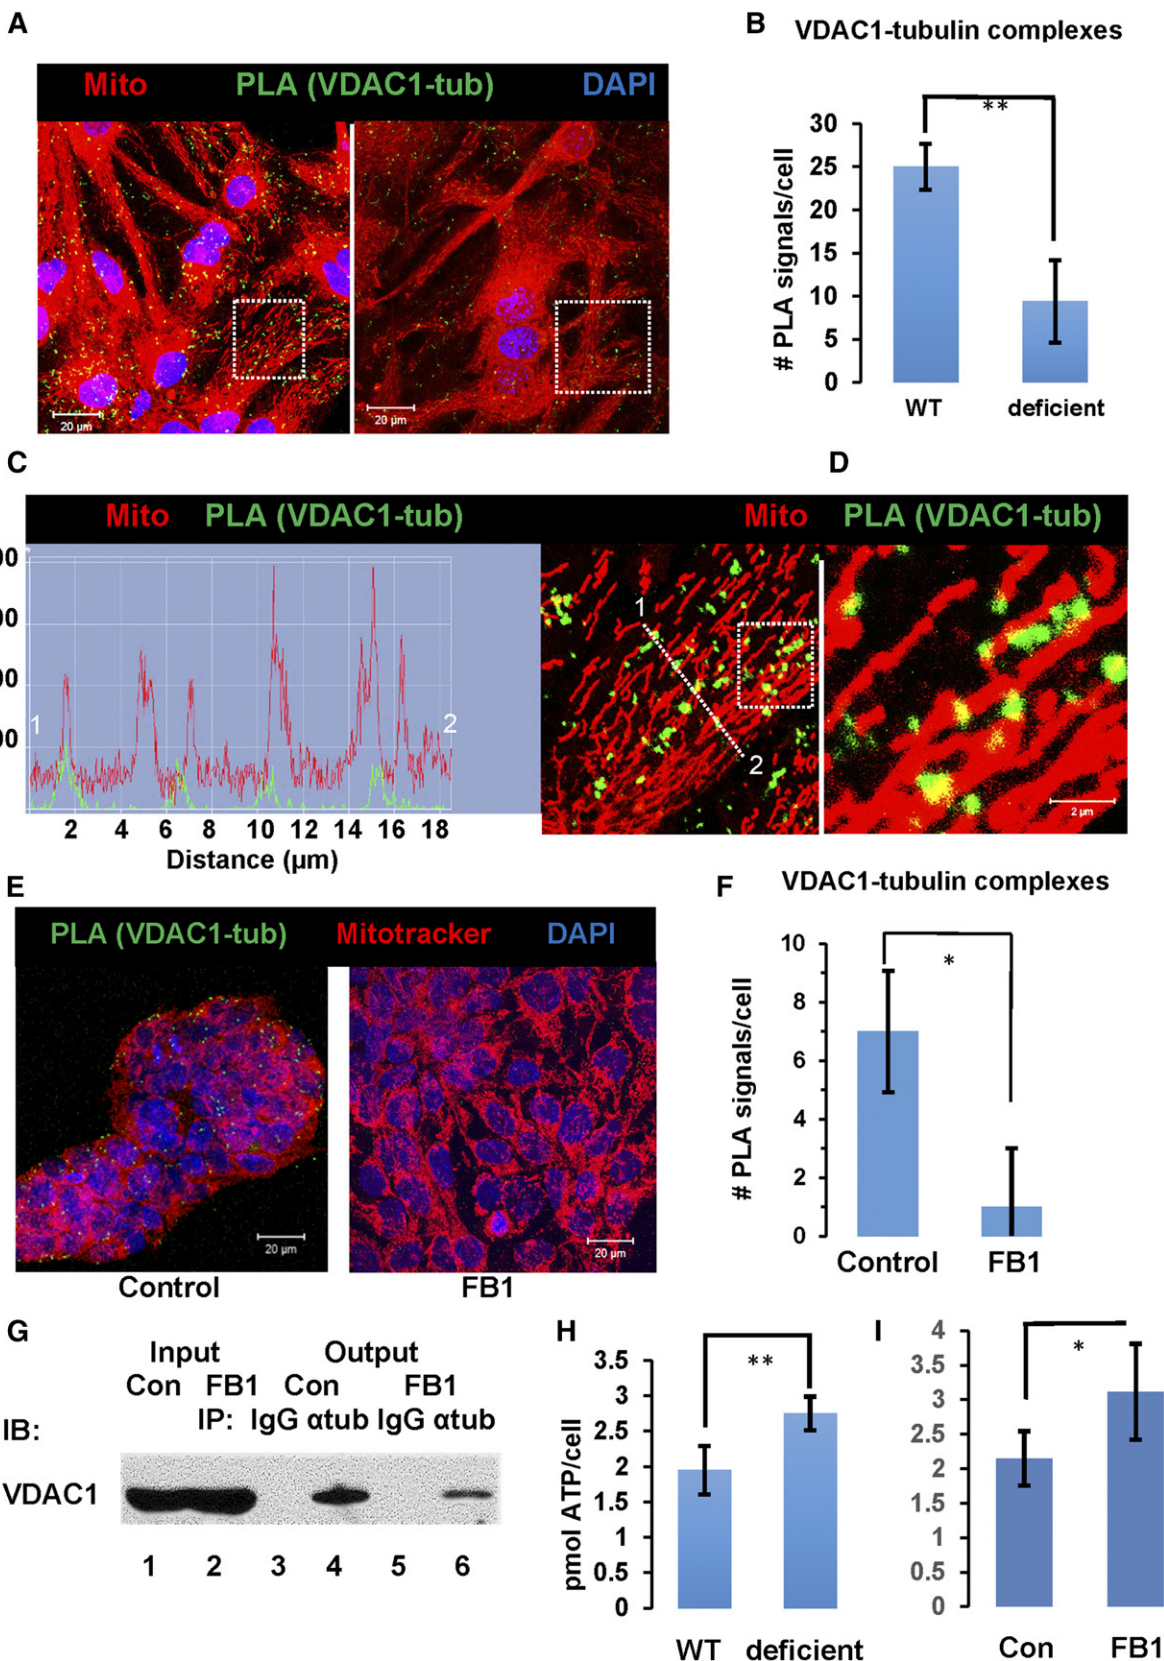 A
Mito PLA (VDAC1-tub) DAPI
20 µm
20 µm
B
VDAC1-tubulin complexes
**
# PLA signals/cell
30
25
20
15
10
5
0
WT deficient
C
Mito PLA (VDAC1-tub)
00
00
00
00
1
2
2 4 6 8 10 12 14 16 18
Distance (µm)
1
2
D
Mito PLA (VDAC1-tub)
2 µm
E
PLA (VDAC1-tub) Mitotracker DAPI
20 µm
20 µm
Control FB1
F
VDAC1-tubulin complexes
*
# PLA signals/cell
10
8
6
4
2
0
Control FB1
G
Input Output
Con FB1 Con FB1
IP: IgG αtub IgG αtub
IB:
VDAC1
1 2 3 4 5 6
H
**
pmol ATP/cell
3.5
3
2.5
2
1.5
1
0.5
0
WT deficient
I
*
4
3.5
3
2.5
2
1.5
1
0.5
0
Con FB1